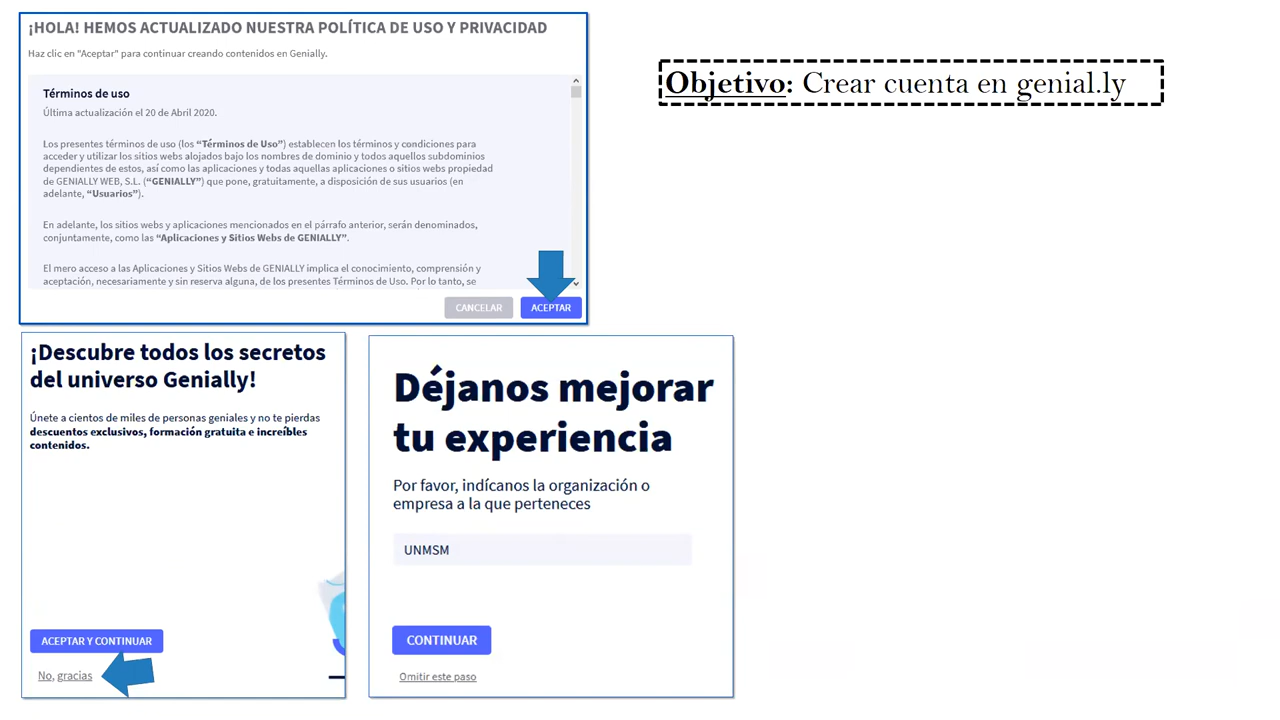 ¡HOLA! HEMOS ACTUALIZADO NUESTRA POLÍTICA DE USO Y PRIVACIDAD
Haz clic en "Aceptar" para continuar creando contenidos en Genially.
Términos de uso
Última actualización el 20 de Abril 2020.
Los presentes términos de uso (los “Términos de Uso”) establecen los términos y condiciones para
acceder y utilizar los sitios webs alojados bajo los nombres de dominio y todos aquellos subdominios
dependientes de estos, así como las aplicaciones y todas aquellas aplicaciones o sitios webs propiedad
de GENIALLY WEB, S.L. (“GENIALLY”) que pone, gratuitamente, a disposición de sus usuarios (en
adelante, “Usuarios”).
En adelante, los sitios webs y aplicaciones mencionados en el párrafo anterior, serán denominados,
conjuntamente, como las “Aplicaciones y Sitios Webs de GENIALLY”.
El mero acceso a las Aplicaciones y Sitios Webs de GENIALLY implica el conocimiento, comprensión y
aceptación, necesariamente y sin reserva alguna, de los presentes Términos de Uso. Por lo tanto, se
CANCELAR
ACEPTAR
Objetivo: Crear cuenta en genial.ly
¡Descubre todos los secretos
del universo Genially!
Únete a cientos de miles de personas geniales y no te pierdas
descuentos exclusivos, formación gratuita e increíbles
contenidos.
ACEPTAR Y CONTINUAR
No, gracias
Déjanos mejorar
tu experiencia
Por favor, indícanos la organización o
empresa a la que perteneces
UNMSM
CONTINUAR
Omitir este paso